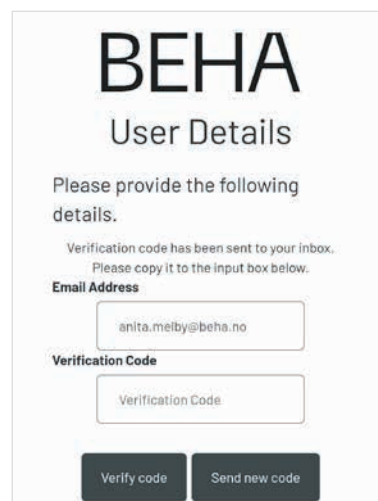 BEHA
User Details
Please provide the following
details.
Verification code has been sent to your inbox.
Please copy it to the input box below.
Email Address
anita.melby@beha.no
Verification Code
Verification Code
Verify code
Send new code